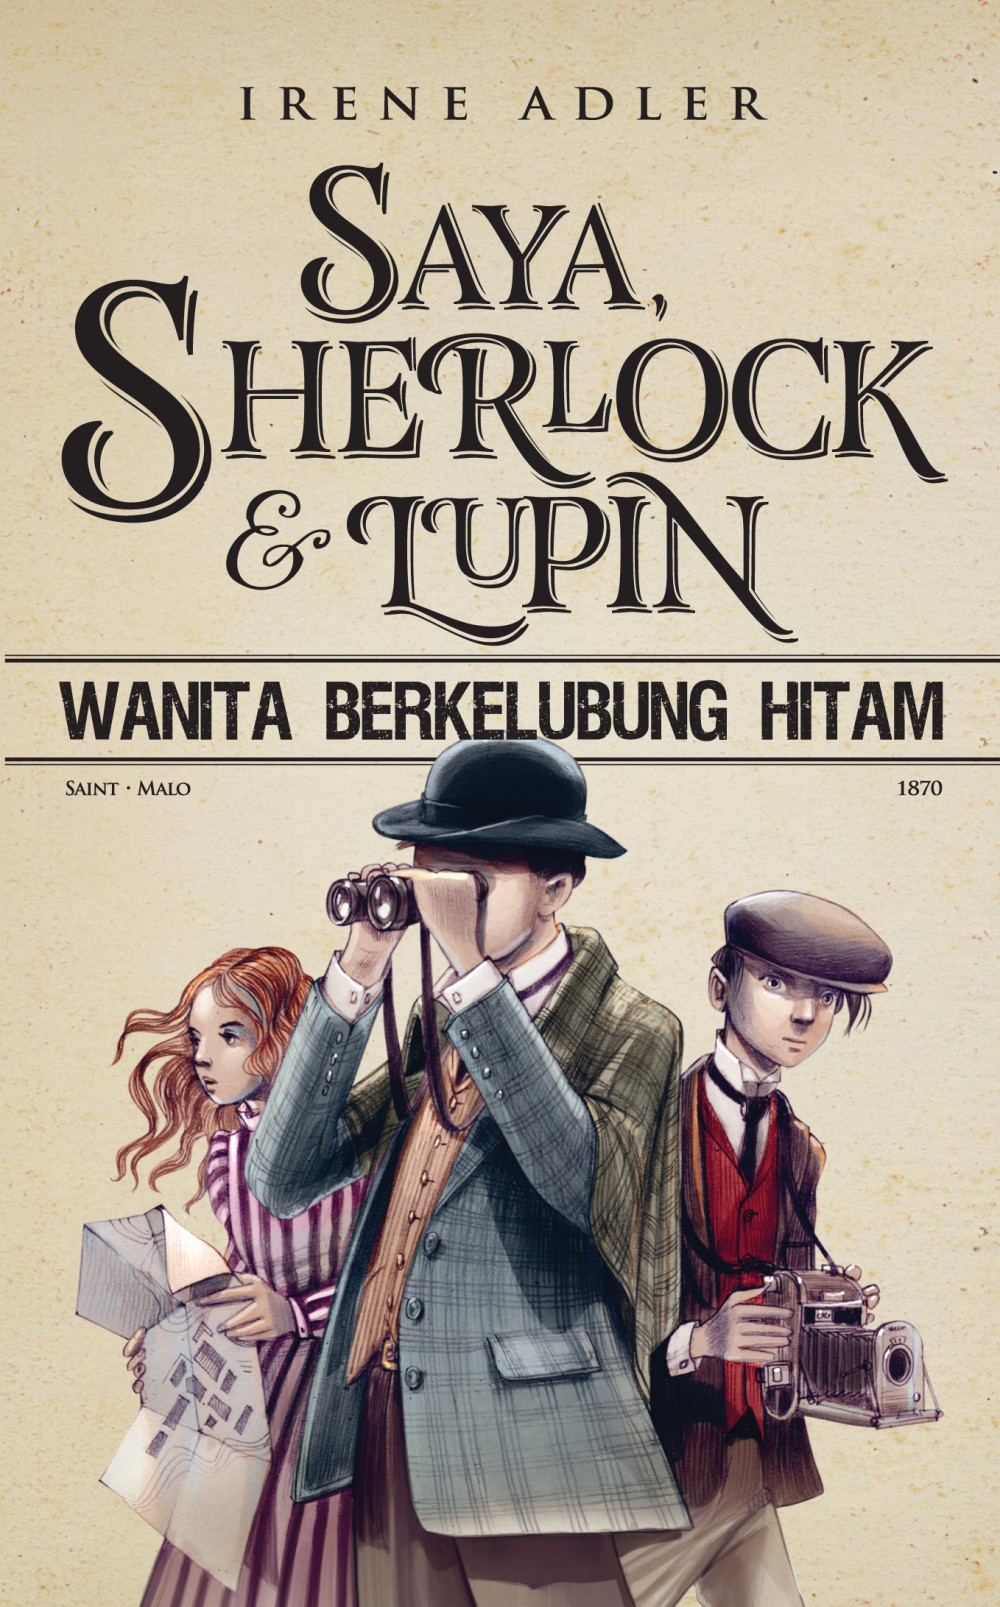 IRENE ADLER
SAYA,
SHERLOCK
& LUPIN
WANITA BERKELUBUNG HITAM
SAINT · MALO 1870